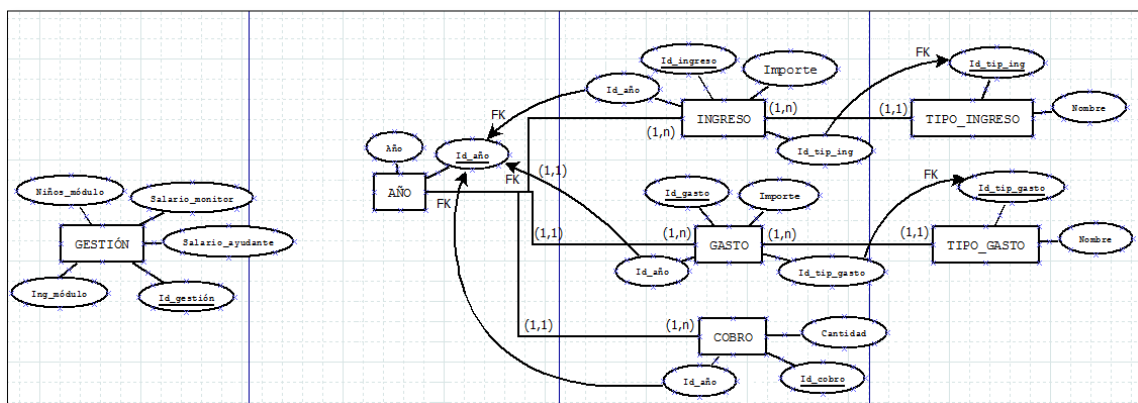 FK
Id_ingreso
Importe
Id_tip_ing
Id_año
FK
INGRESO
(1,n)
(1,1)
TIPO_INGRESO
Nombre
(1,n)
Id_tip_ing
Año
Id_año
(1,1)
FK
AÑO
FK
Niños_módulo
Salario_monitor
GESTIÓN
Salario_ayudante
Ing_módulo
Id_gestión
Id_gasto
Importe
FK
Id_tip_gasto
(1,1)
(1,n)
GASTO
(1,n)
(1,1)
TIPO_GASTO
Nombre
Id_año
Id_tip_gasto
(1,1)
(1,n)
COBRO
Cantidad
Id_año
Id_cobro